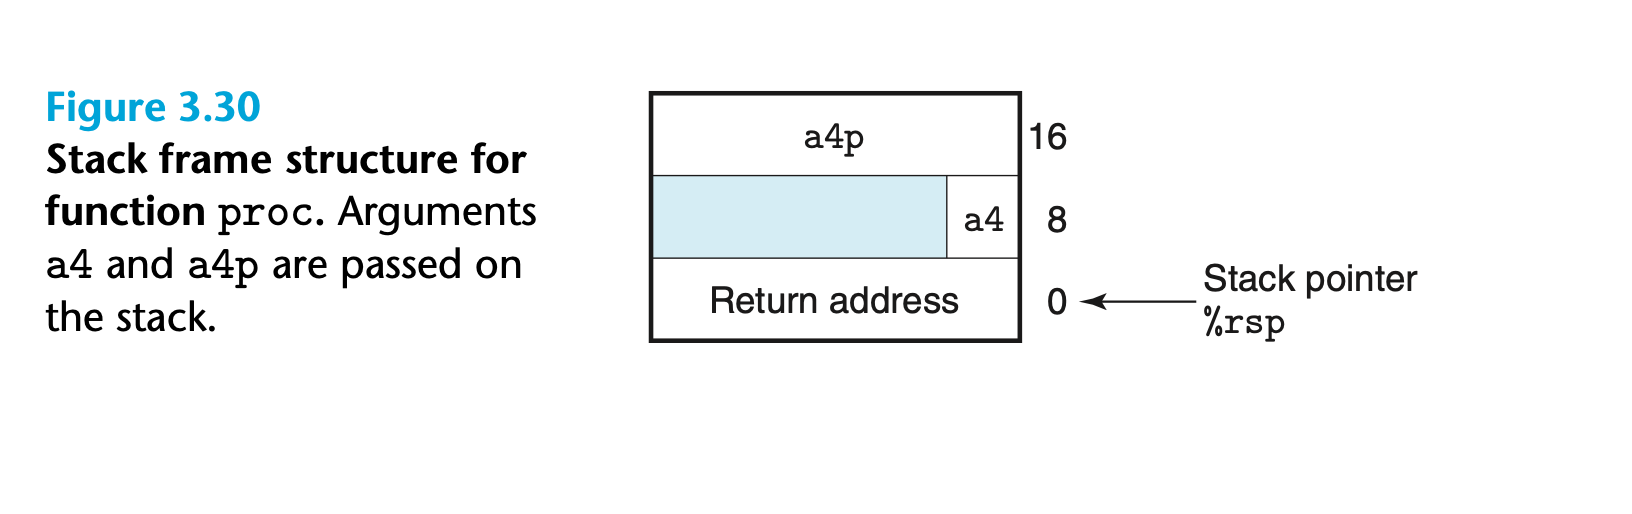 Figure 3.30
Stack frame structure for
function proc. Arguments
a4 and a4p are passed on
the stack.
a4p 16
a4 8
Return address 0
Stack pointer
%rsp